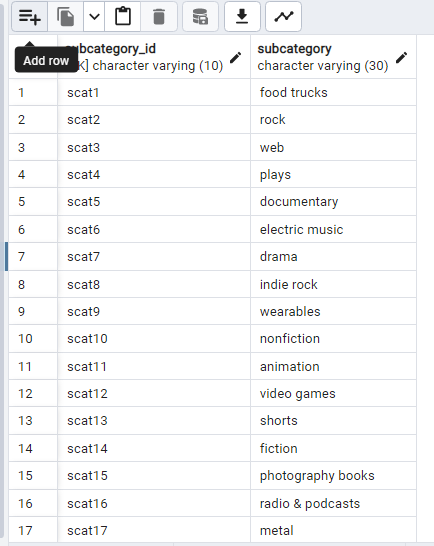 subcategory_id subcategory
K] character varying (10) character varying (30)
Add row
1 scat1 food trucks
2 scat2 rock
3 scat3 web
4 scat4 plays
5 scat5 documentary
6 scat6 electric music
7 scat7 drama
8 scat8 indie rock
9 scat9 wearables
10 scat10 nonfiction
11 scat11 animation
12 scat12 video games
13 scat13 shorts
14 scat14 fiction
15 scat15 photography books
16 scat16 radio & podcasts
17 scat17 metal